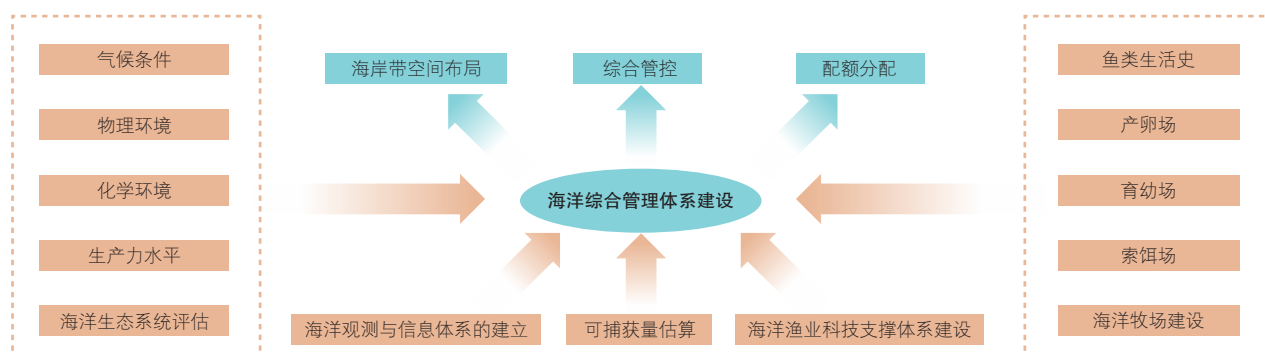 气候条件
物理环境
化学环境
生产力水平
海洋生态系统评估
海岸带空间布局
综合管控
配额分配
海洋综合管理体系建设
海洋观测与信息体系的建立
可捕获量估算
海洋渔业科技支撑体系建设
鱼类生活史
产卵场
育幼场
索饵场
海洋牧场建设